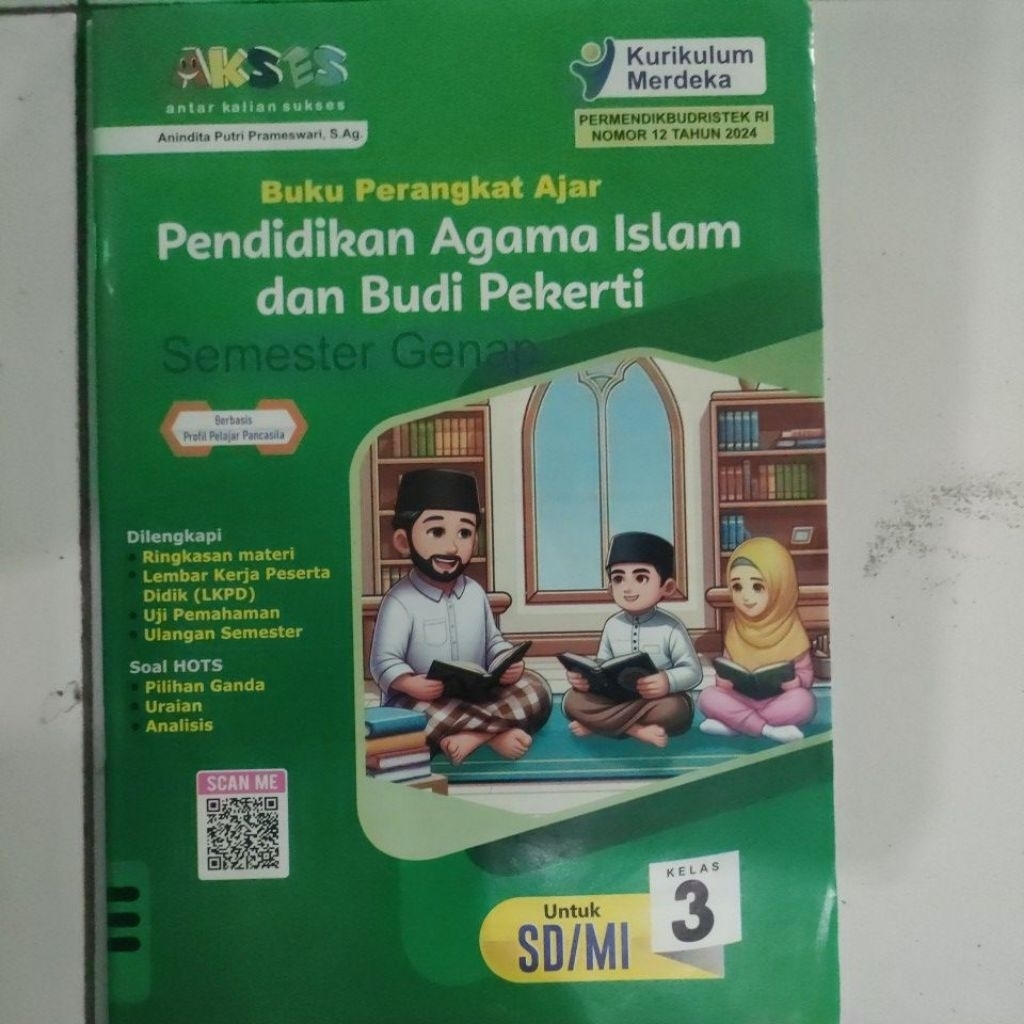 AKSES
antar kalian sukses
Anindita Putri Prameswari, S.Ag.
Kurikulum
Merdeka
PERMENDIKBUDRISTEK RI
NOMOR 12 TAHUN 2024
Buku Perangkat Ajar
Pendidikan Agama Islam
dan Budi Pekerti
Semester Genap
Berbasis
Profil Pelajar Pancasila
Dilengkapi
• Ringkasan materi
• Lembar Kerja Peserta
Didik (LKPD)
• Uji Pemahaman
• Ulangan Semester
Soal HOTS
• Pilihan Ganda
• Uraian
• Analisis
SCAN ME
KELAS
3
Untuk
SD/MI